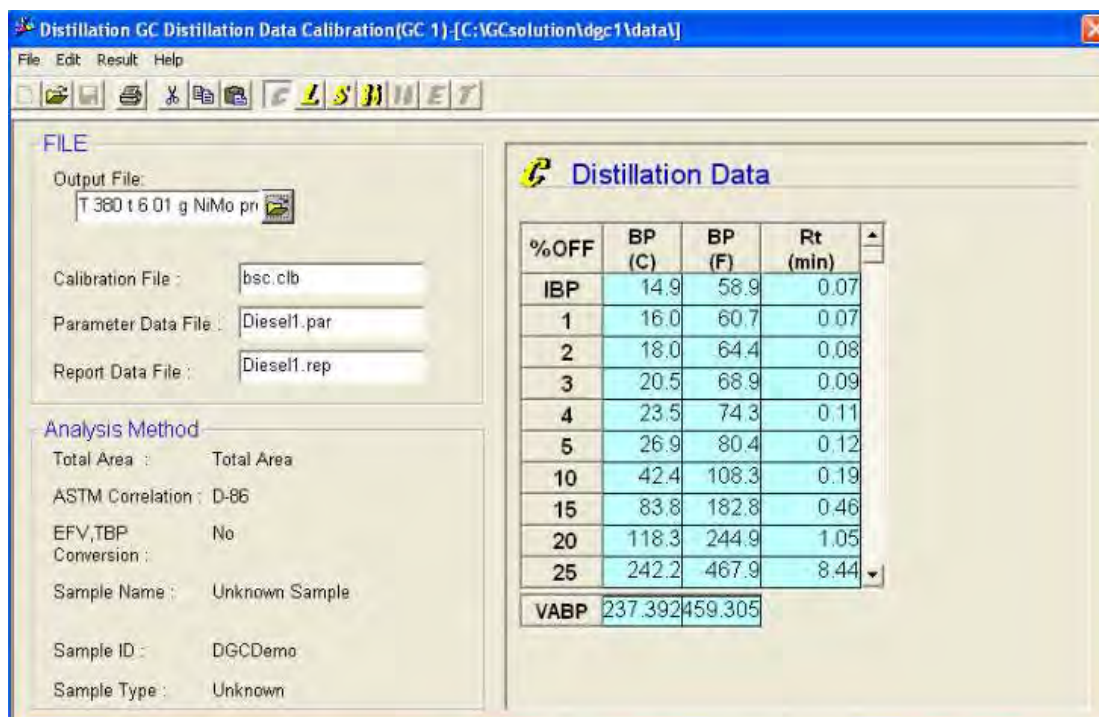 Distillation GC Distillation Data Calibration(GC 1)-[C:\GCsolution\dgc1\data\]
File Edit Result Help
C L S W E T
FILE
Output File:
T 380 t 6 01 g NiMo pr
Calibration File : bsc.clb
Parameter Data File : Diesel1.par
Report Data File : Diesel1.rep
Analysis Method
Total Area : Total Area
ASTM Correlation : D-86
EFV,TBP No
Conversion :
Sample Name : Unknown Sample
Sample ID : DGCDemo
Sample Type : Unknown
Distillation Data
%OFF BP (C) BP (F) Rt (min)
IBP 14.9 58.9 0.07
1 16.0 60.7 0.07
2 18.0 64.4 0.08
3 20.5 68.9 0.09
4 23.5 74.3 0.11
5 26.9 80.4 0.12
10 42.4 108.3 0.19
15 83.8 182.8 0.46
20 118.3 244.9 1.05
25 242.2 467.9 8.44
VABP 237.392 459.305